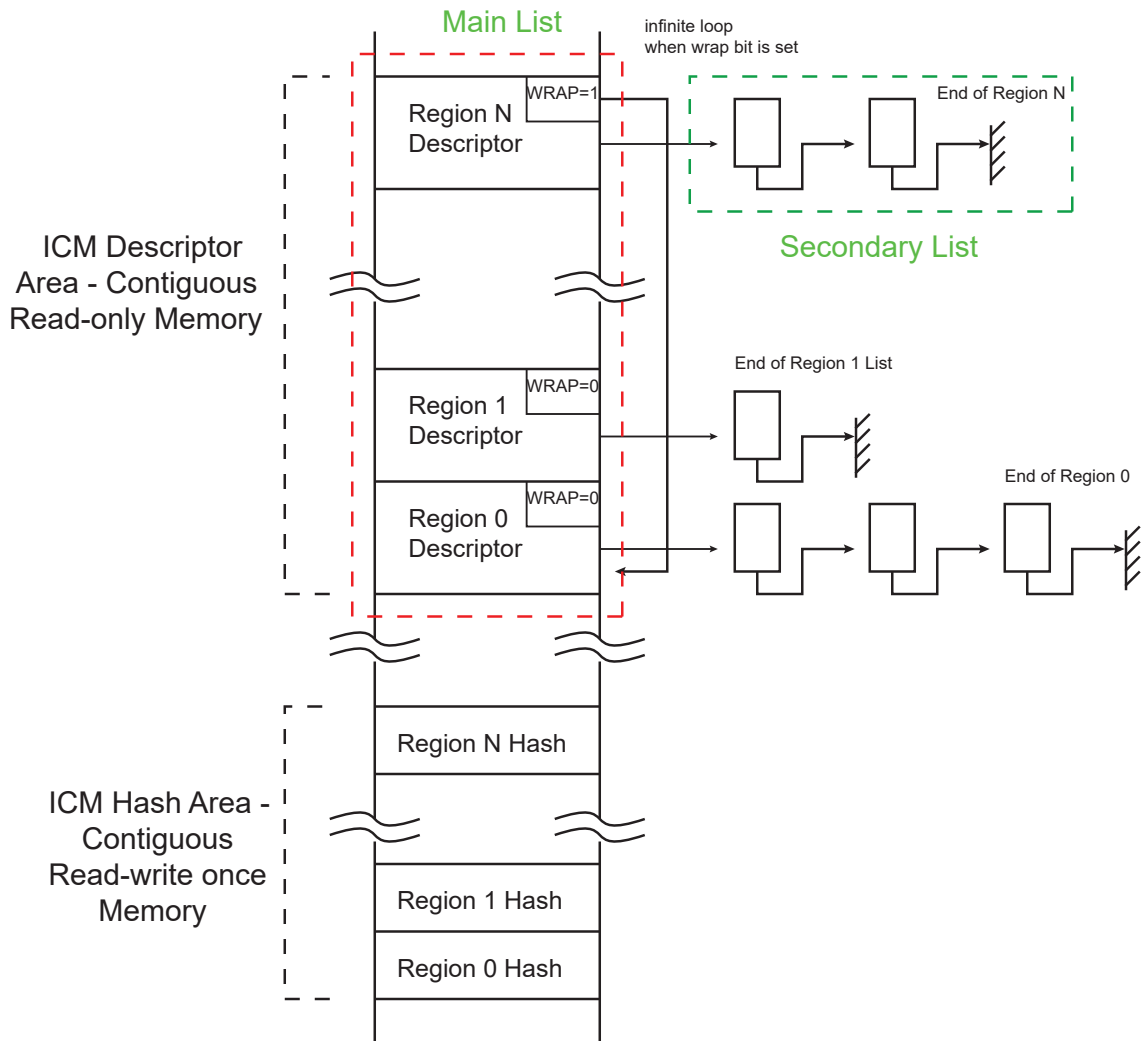 Main List
infinite loop
when wrap bit is set
WRAP=1
End of Region N
Region N
Descriptor
Secondary List
ICM Descriptor
Area - Contiguous
Read-only Memory
End of Region 1 List
WRAP=0
Region 1
Descriptor
End of Region 0
WRAP=0
Region 0
Descriptor
Region N Hash
ICM Hash Area -
Contiguous
Read-write once
Memory
Region 1 Hash
Region 0 Hash